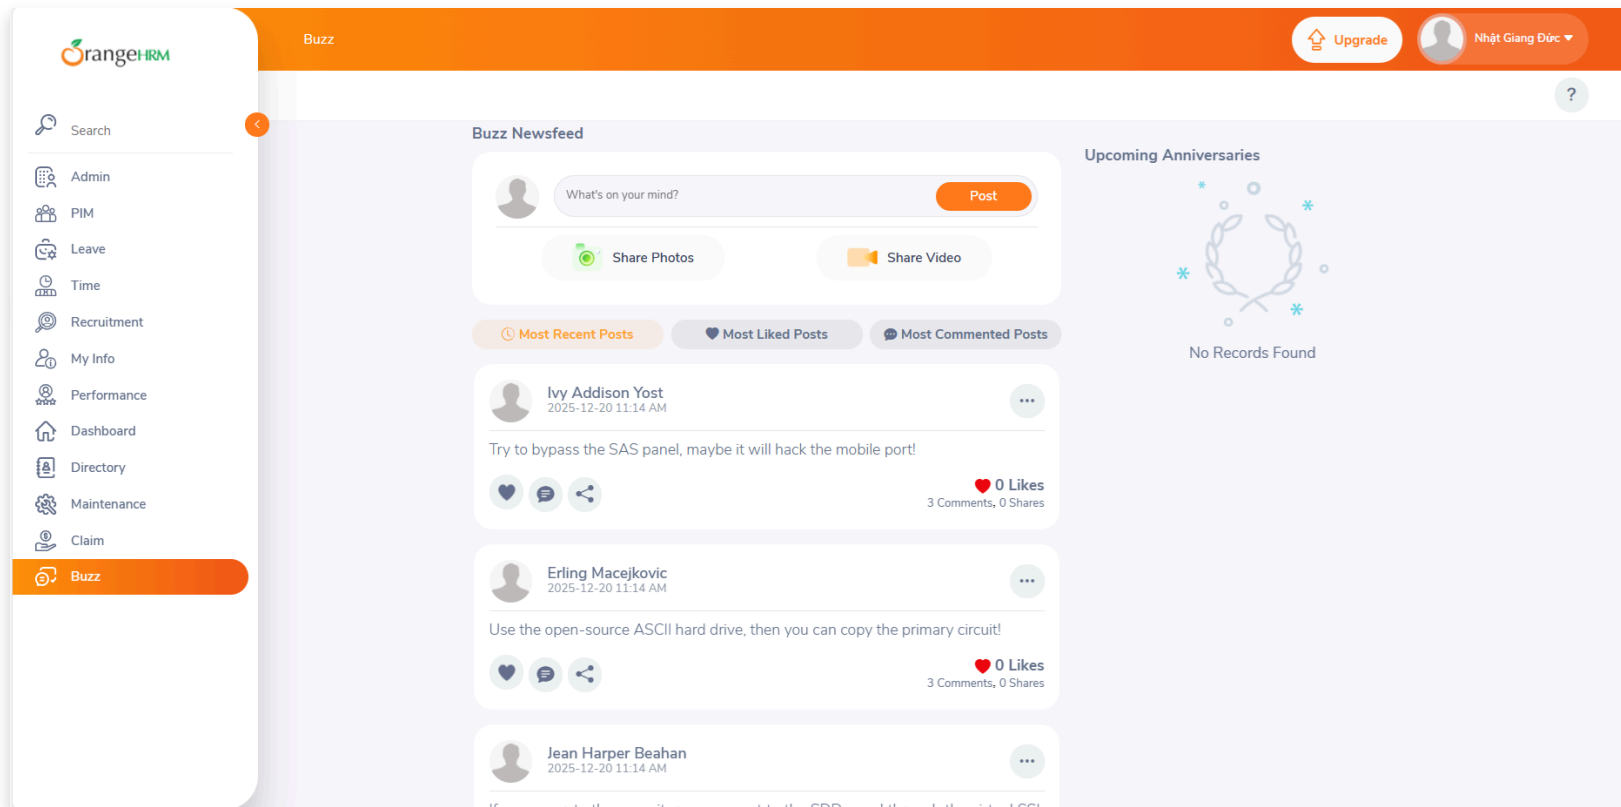 OrangeHRM
Search
Admin
PIM
Leave
Time
Recruitment
My Info
Performance
Dashboard
Directory
Maintenance
Claim
Buzz
Buzz
Upgrade
Nhật Giang Đức
?
Buzz Newsfeed
What's on your mind?
Post
Share Photos
Share Video
Most Recent Posts
Most Liked Posts
Most Commented Posts
Ivy Addison Yost
2025-12-20 11:14 AM
Try to bypass the SAS panel, maybe it will hack the mobile port!
0 Likes
3 Comments, 0 Shares
Erling Macejkovic
2025-12-20 11:14 AM
Use the open-source ASCII hard drive, then you can copy the primary circuit!
0 Likes
3 Comments, 0 Shares
Jean Harper Beahan
2025-12-20 11:14 AM
Upcoming Anniversaries
No Records Found